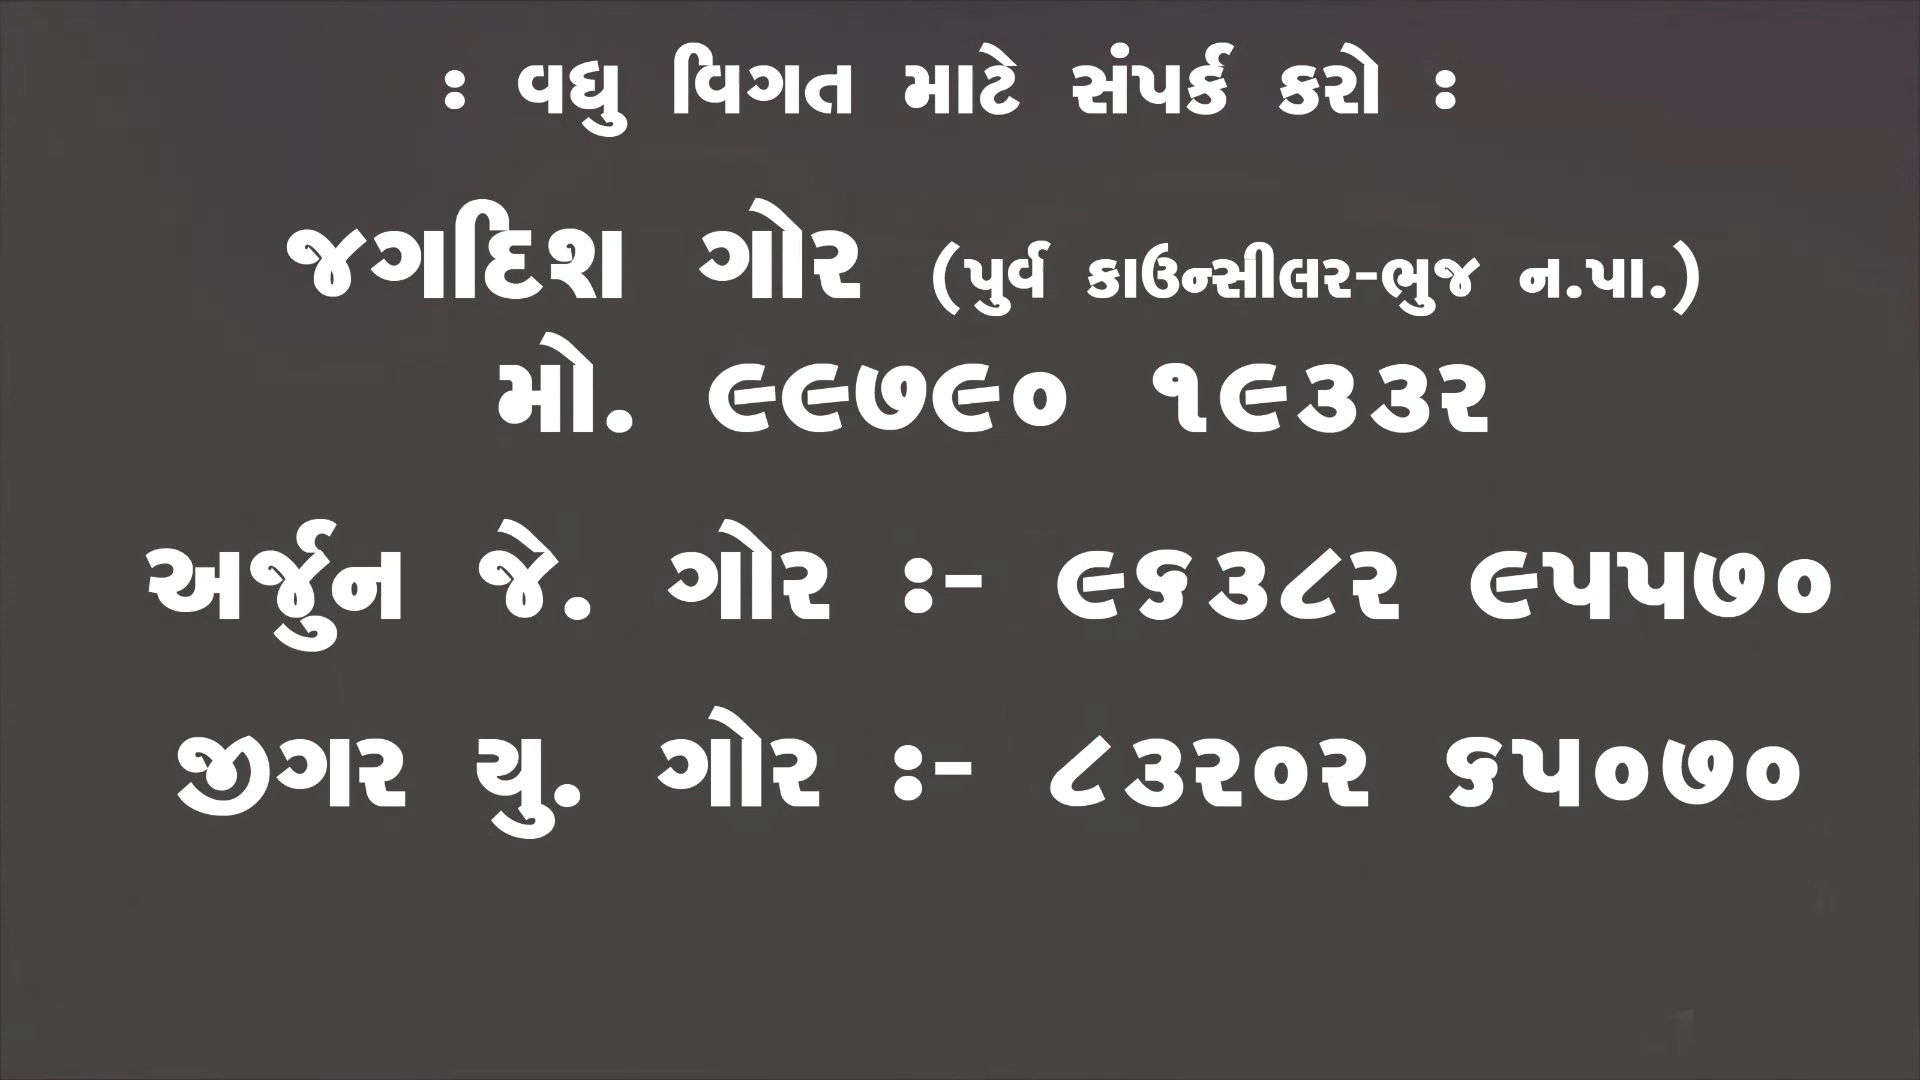 : વધુ વિગત માટે સંપર્ક કરો :
જગદિશ ગોર (પુર્વ કાઉન્સીલર-ભુજ ન.પા.)
મો. ૯૯૭૯૦ ૧૯૩૩૨
અર્જુન જે. ગોર :- ૯૬૩૮૨ ૯૫૫૭૦
જીગર યુ. ગોર :- ૮૩૨૦૨ ૬૫૦૭૦